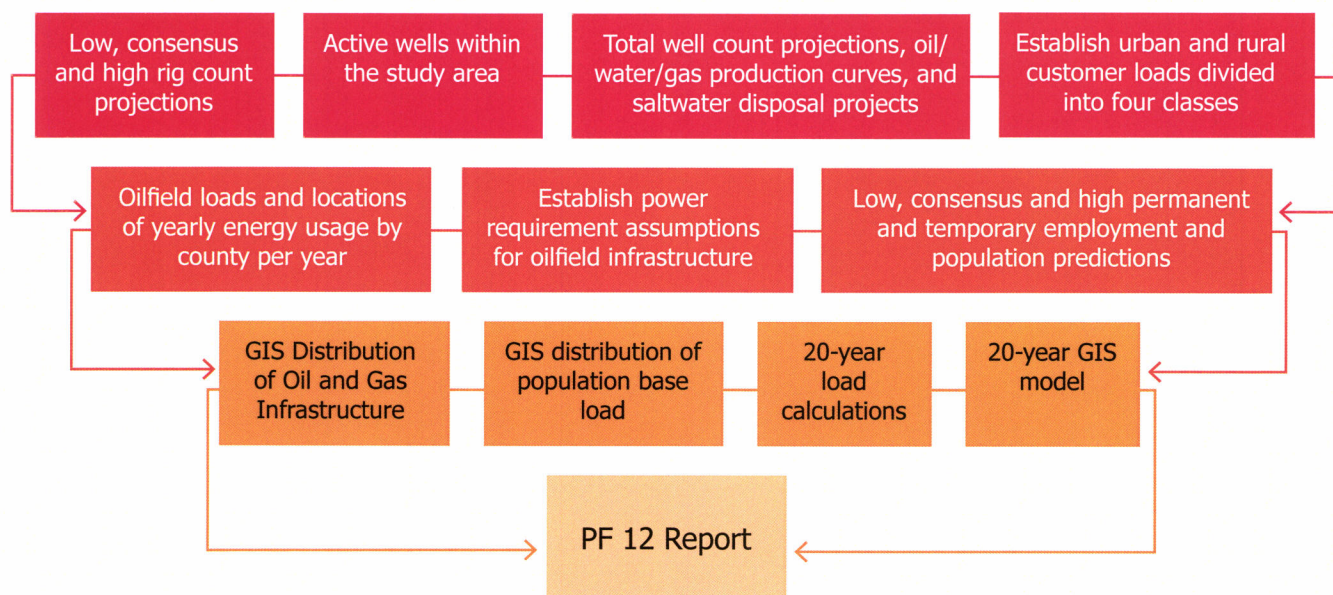 Low, consensus
and high rig count
projections
Active wells within
the study area
Total well count projections, oil/
water/gas production curves, and
saltwater disposal projects
Establish urban and rural
customer loads divided
into four classes
Oilfield loads and locations
of yearly energy usage by
county per year
Establish power
requirement assumptions
for oilfield infrastructure
Low, consensus and high permanent
and temporary employment and
population predictions
GIS Distribution
of Oil and Gas
Infrastructure
GIS distribution of
population base
load
20-year
load
calculations
20-year GIS
model
PF 12 Report